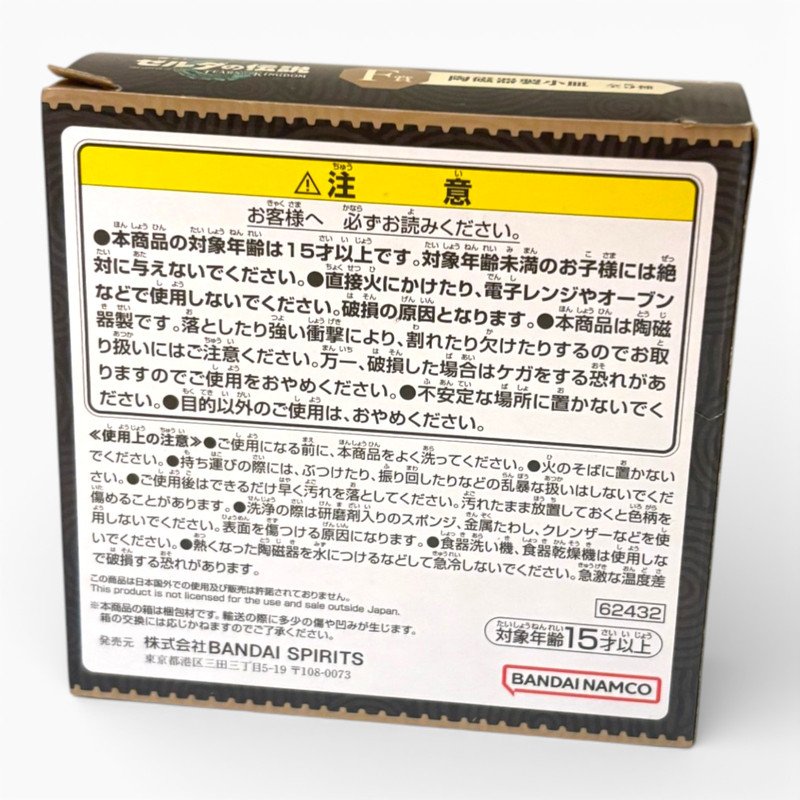 ゼルダの伝説
TEARS OF THE KINGDOM
F賞
陶磁器製小皿
全6種
⚠注 意
お客様へ 必ずお読みください。
●本商品の対象年齢は15才以上です。対象年齢未満のお子様には絶
対に与えないでください。●直接火にかけたり、電子レンジやオーブン
などで使用しないでください。破損の原因となります。●本商品は陶磁
器製です。落としたり強い衝撃により、割れたり欠けたりするのでお取
り扱いにはご注意ください。万一、破損した場合はケガをする恐れがあ
りますのでご使用をおやめください。●不安定な場所に置かないでく
ださい。●目的以外のご使用は、おやめください。
≪使用上の注意≫●ご使用になる前に、本商品をよく洗ってください。●火のそばに置かない
でください。●持ち運びの際には、ぶつけたり、振り回したりなどの乱暴な扱いはしないでくだ
さい。●ご使用後はできるだけ早く汚れを落としてください。汚れたまま放置しておくと色柄を
傷めることがあります。●洗浄の際は研磨剤入りのスポンジ、金属たわし、クレンザーなどを使
用しないでください。表面を傷つける原因になります。●食器洗い機、食器乾燥機は使用しな
いでください。●熱くなった陶磁器を水につけるなどして急冷しないでください。急激な温度差
で破損する恐れがあります。
この商品は日本国外での使用及び販売は許諾されておりません。
This product is not licensed for the use and sale outside Japan.
※本商品の箱は梱包材です。輸送の際に多少の傷や凹みが生じます。
箱の交換には応じかねますのでご了承ください。
62432
対象年齢15才以上
発売元 株式会社BANDAI SPIRITS
東京都港区三田三丁目5-19 〒108-0073
BANDAI NAMCO